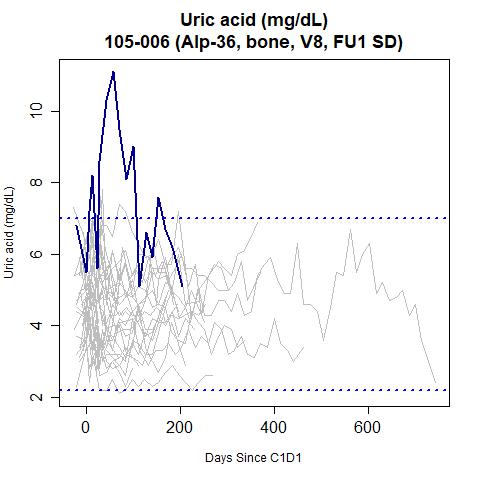 Uric acid (mg/dL)
105-006 (Alp-36, bone, V8, FU1 SD)
Uric acid (mg/dL)
10
8
6
4
2
0
200
400
600
Days Since C1D1